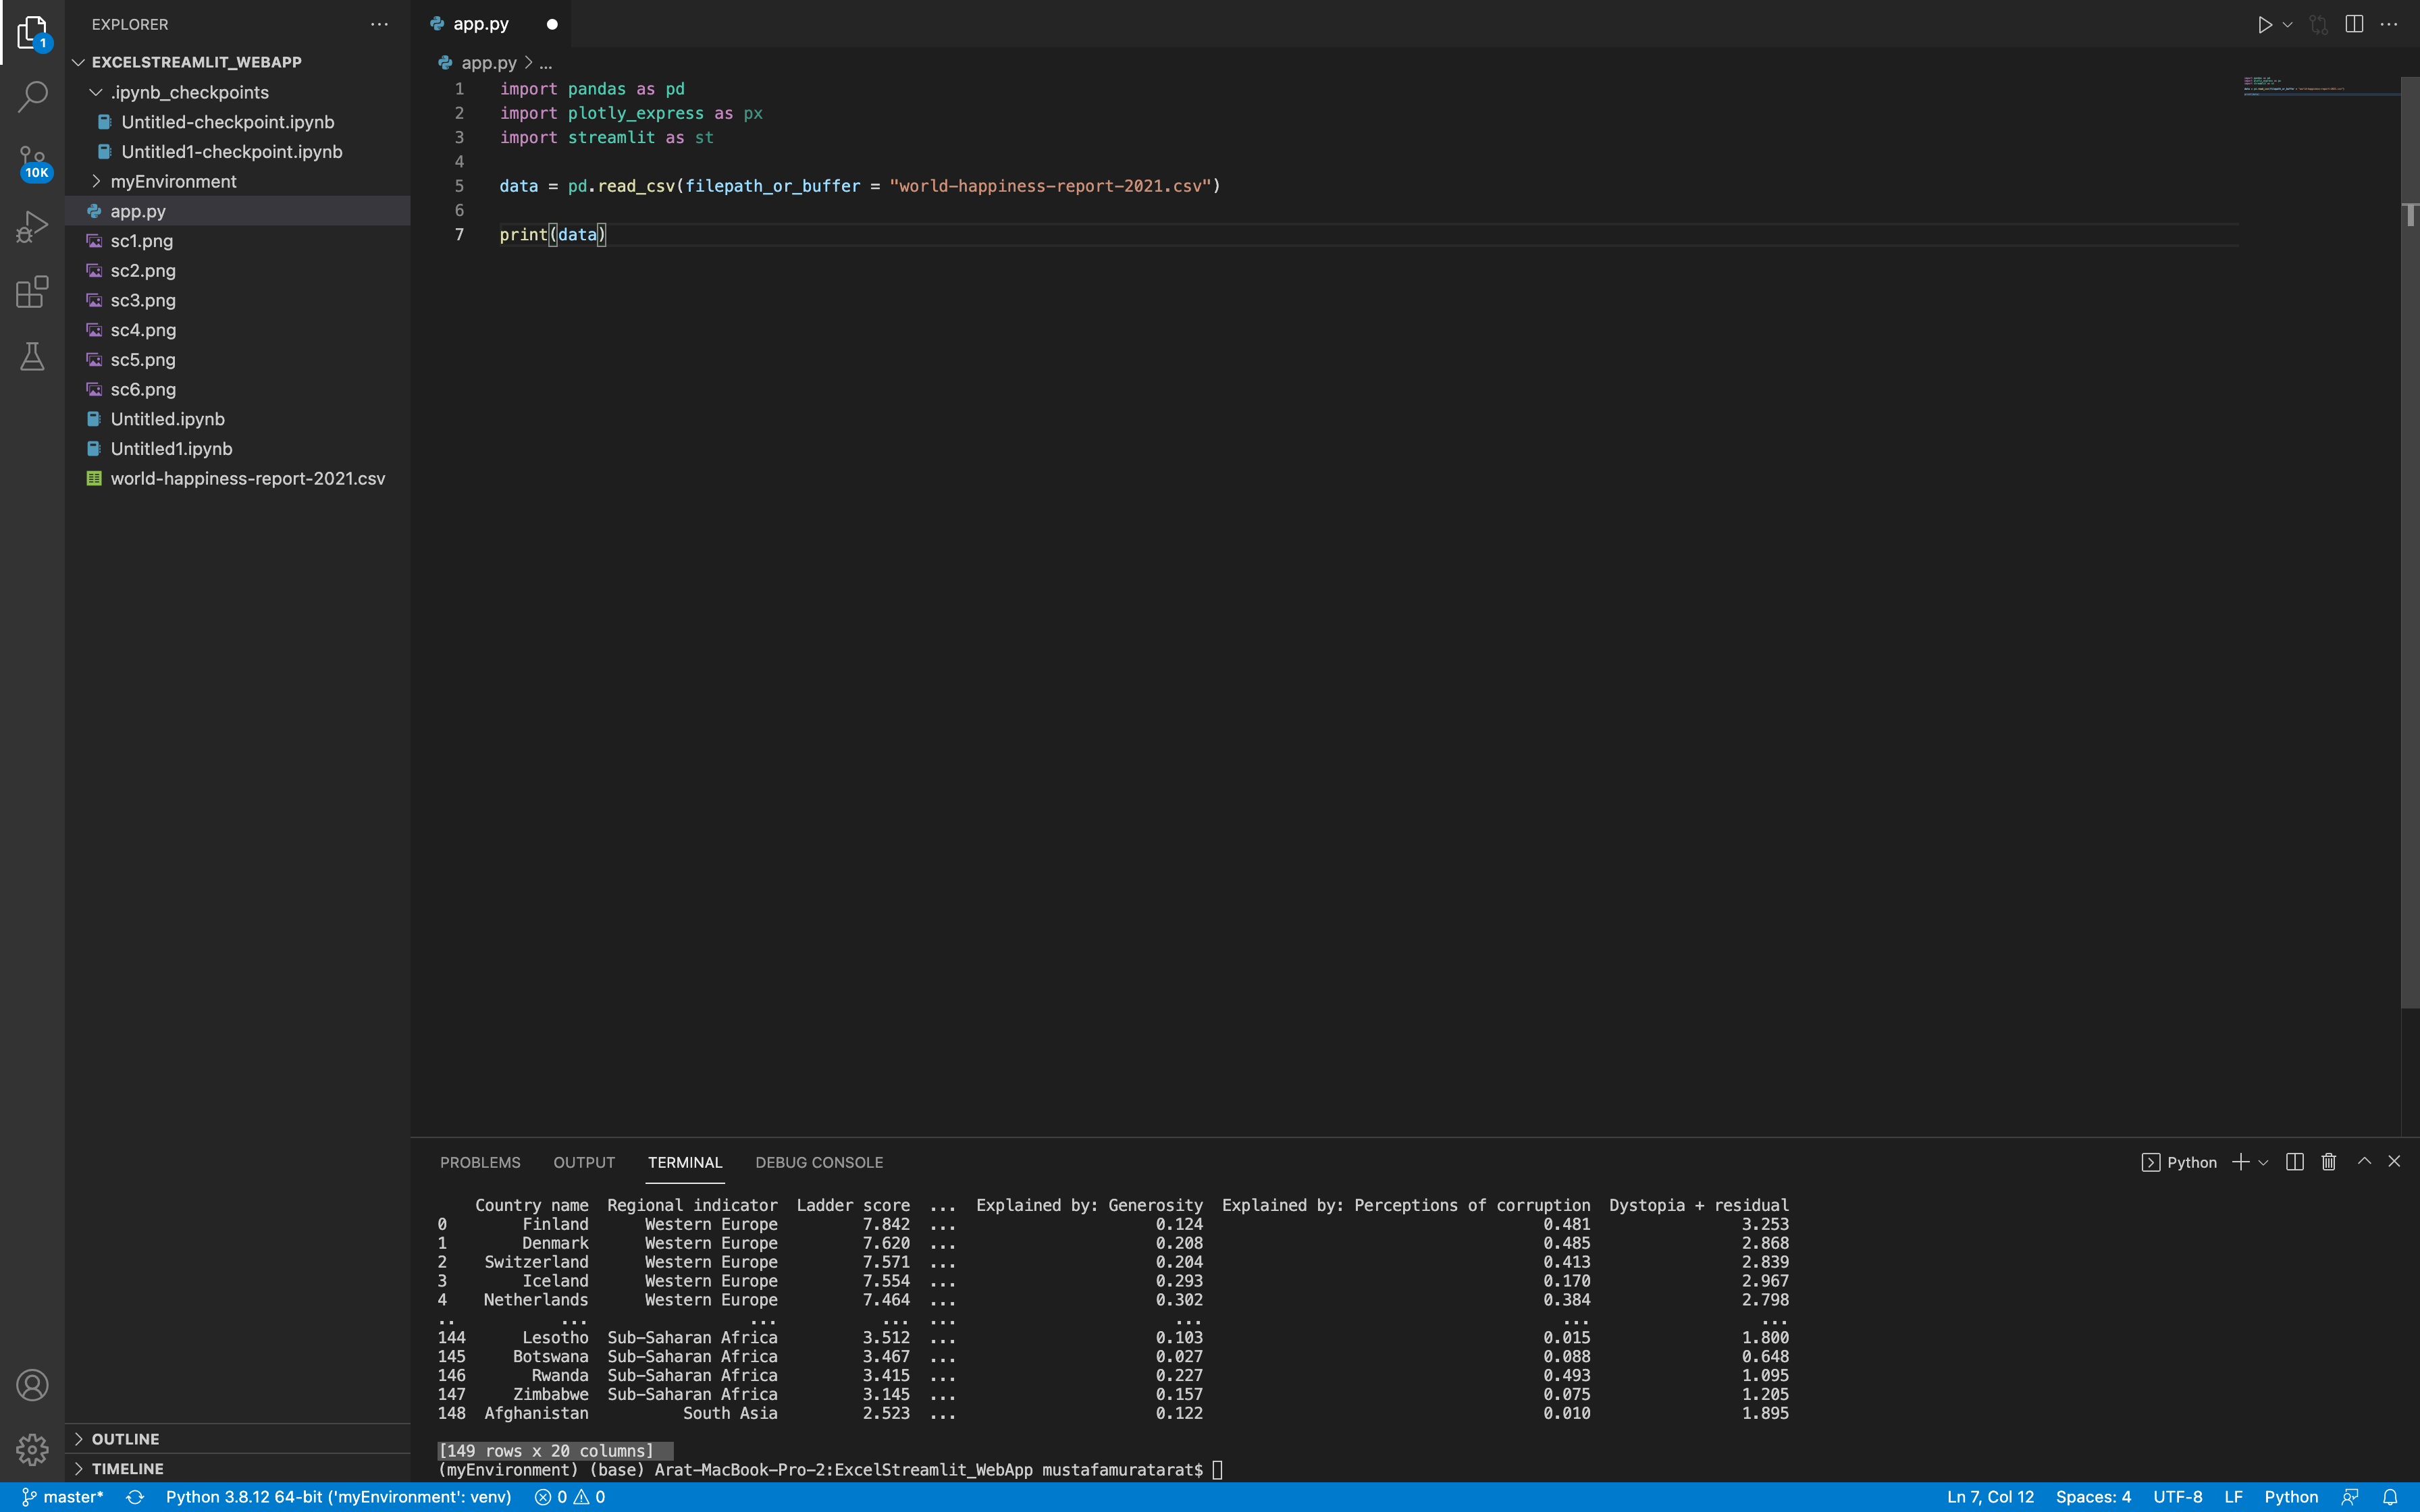 EXPLORER
1
EXCELSTREAMLIT_WEBAPP
.ipynb_checkpoints
Untitled-checkpoint.ipynb
Untitled1-checkpoint.ipynb
10K
myEnvironment
app.py
sc1.png
sc2.png
sc3.png
sc4.png
sc5.png
sc6.png
Untitled.ipynb
Untitled1.ipynb
world-happiness-report-2021.csv
OUTLINE
TIMELINE
app.py
app.py > ...
1 import pandas as pd
2 import plotly_express as px
3 import streamlit as st
4
5 data = pd.read_csv(filepath_or_buffer = "world-happiness-report-2021.csv")
6
7 print(data)
PROBLEMS OUTPUT TERMINAL DEBUG CONSOLE Python
Country name Regional indicator Ladder score ... Explained by: Generosity Explained by: Perceptions of corruption Dystopia + residual
0 Finland Western Europe 7.842 ... 0.124 0.481 3.253
1 Denmark Western Europe 7.620 ... 0.208 0.485 2.868
2 Switzerland Western Europe 7.571 ... 0.204 0.413 2.839
3 Iceland Western Europe 7.554 ... 0.293 0.170 2.967
4 Netherlands Western Europe 7.464 ... 0.302 0.384 2.798
.. ... ... ... ... ... ... ...
144 Lesotho Sub-Saharan Africa 3.512 ... 0.103 0.015 1.800
145 Botswana Sub-Saharan Africa 3.467 ... 0.027 0.088 0.648
146 Rwanda Sub-Saharan Africa 3.415 ... 0.227 0.493 1.095
147 Zimbabwe Sub-Saharan Africa 3.145 ... 0.157 0.075 1.205
148 Afghanistan South Asia 2.523 ... 0.122 0.010 1.895
[149 rows x 20 columns]
(myEnvironment) (base) Arat-MacBook-Pro-2:ExcelStreamlit_WebApp mustafamuratarat$
master* Python 3.8.12 64-bit ('myEnvironment': venv) 0 0 Ln 7, Col 12 Spaces: 4 UTF-8 LF Python